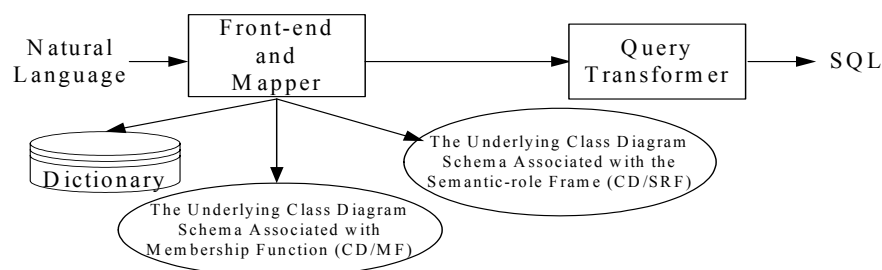 Natural
Language
Front-end
and
Mapper
Query
Transformer
SQL
Dictionary
The Underlying Class Diagram
Schema Associated with
Membership Function (CD/MF)
The Underlying Class Diagram
Schema Associated with the
Semantic-role Frame (CD/SRF)